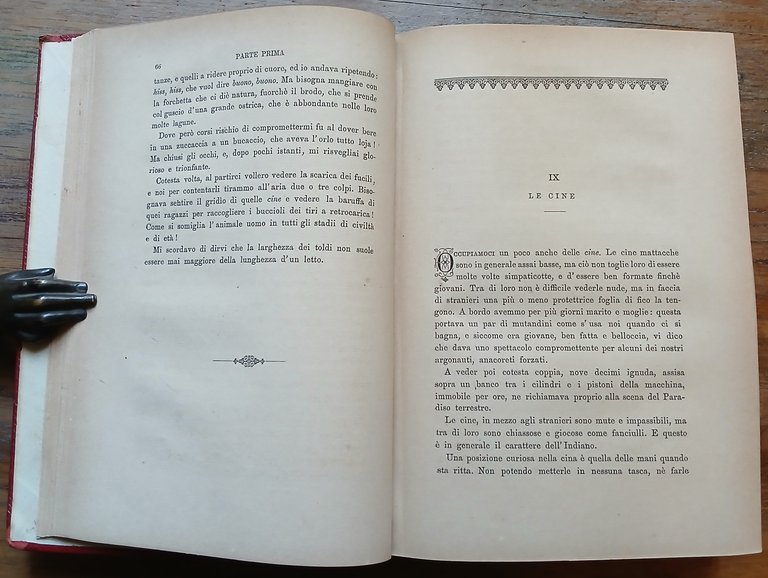 66
PARTE PRIMA
tanze, e quelli a ridere proprio di cuore, ed io andava ripetendo:
hiss, hiss, che vuol dire buono, buono. Ma bisogna mangiare con
la forchetta che ci diè natura, fuorchè il brodo, che si prende
col guscio d'una grande ostrica, che è abbondante nelle loro
molte lagune.
Dove però corsi rischio di compromettermi fu al dover bere
in una zuccaccia a un bucaccio, che aveva l'orlo tutto loja!
Ma chiusi gli occhi, e, dopo pochi istanti, mi risvegliai glo-
rioso e trionfante.
Cotesta volta, al partirci vollero vedere la scarica dei fucili,
e noi per contentarli tirammo all'aria due o tre colpi. Biso-
gnava sehtire il gridio di quelle cine e vedere la baruffa di
quei ragazzi per raccogliere i buccioli dei tiri a retrocarica!
Come si somiglia l'animale uomo in tutti gli stadii di civiltà
e di età!
Mi scordavo di dirvi che la larghezza dei toldi non suole
essere mai maggiore della lunghezza d'un letto.
IX
LE CINE
OCCUPIAMOCI un poco anche delle cine. Le cine mattacche
sono in generale assai basse, ma ciò non toglie loro di essere
molte volte simpaticotte, e d'esser ben formate finchè
giovani. Tra di loro non è difficile vederle nude, ma in faccia
di stranieri una più o meno protettrice foglia di fico la ten-
gono. A bordo avemmo per più giorni marito e moglie: questa
portava un par di mutandini come s'usa noi quando ci si
bagna, e siccome era giovane, ben fatta e belloccia, vi dico
che dava uno spettacolo compromettente per alcuni dei nostri
argonauti, anacoreti forzati.
A veder poi cotesta coppia, nove decimi ignuda, assisa
sopra un banco tra i cilindri e i pistoni della macchina,
immobile per ore, ne richiamava proprio alla scena del Para-
diso terrestre.
Le cine, in mezzo agli stranieri sono mute e impassibili, ma
tra di loro sono chiassose e giocose come fanciulli. E questo
è in generale il carattere dell'Indiano.
Una posizione curiosa nella cina è quella delle mani quando
sta ritta. Non potendo metterle in nessuna tasca, nè farle